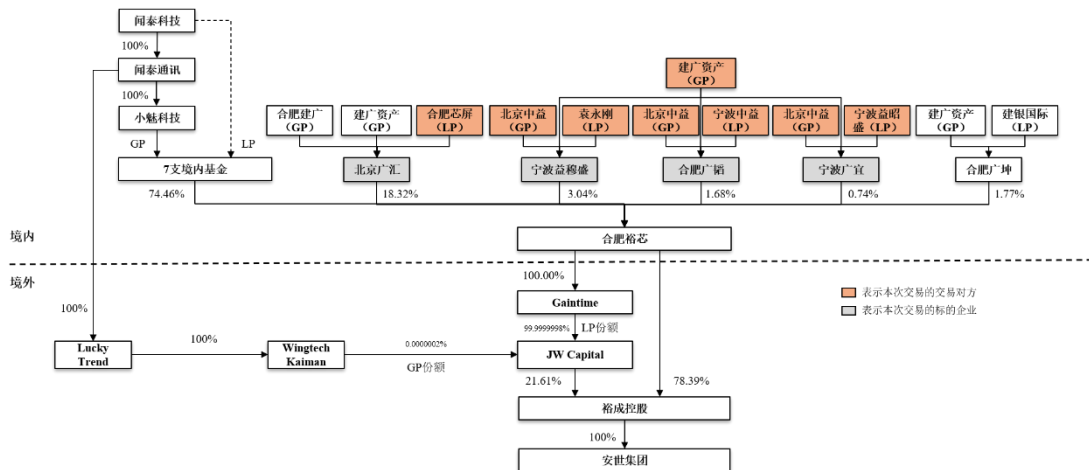 闻泰科技
100%
闻泰通讯
100%
小魅科技
GP
LP
7支境内基金
74.46%
建广资产
（GP）
合肥建广
（GP）
建广资产
（GP）
合肥芯屏
（LP）
北京中益
（GP）
袁永刚
（LP）
北京中益
（GP）
宁波中益
（LP）
北京中益
（GP）
宁波益昭
盛（LP）
建广资产
（GP）
建银国际
（LP）
北京广汇
宁波益穆盛
合肥广韬
宁波广宜
合肥广坤
18.32%
3.04%
1.68%
0.74%
1.77%
境内
合肥裕芯
境外
100.00%
Gaintime
表示本次交易的交易对方
表示本次交易的标的企业
100%
99.9999998%
LP份额
Lucky
Trend
100%
Wingtech
Kaiman
0.0000002%
GP份额
JW Capital
21.61%
78.39%
裕成控股
100%
安世集团